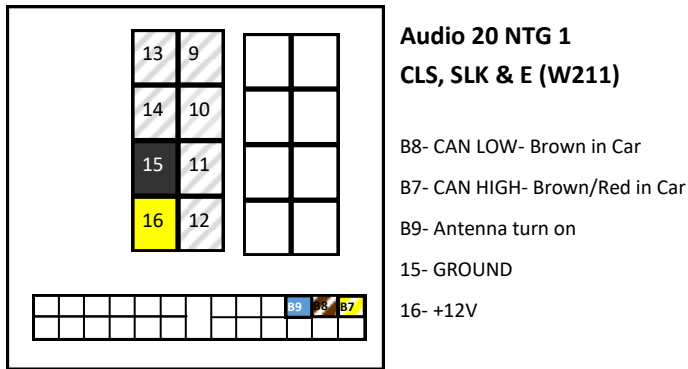 13 9
14 10
15 11
16 12
B9 B8 B7
Audio 20 NTG 1
CLS, SLK & E (W211)
B8- CAN LOW- Brown in Car
B7- CAN HIGH- Brown/Red in Car
B9- Antenna turn on
15- GROUND
16- +12V